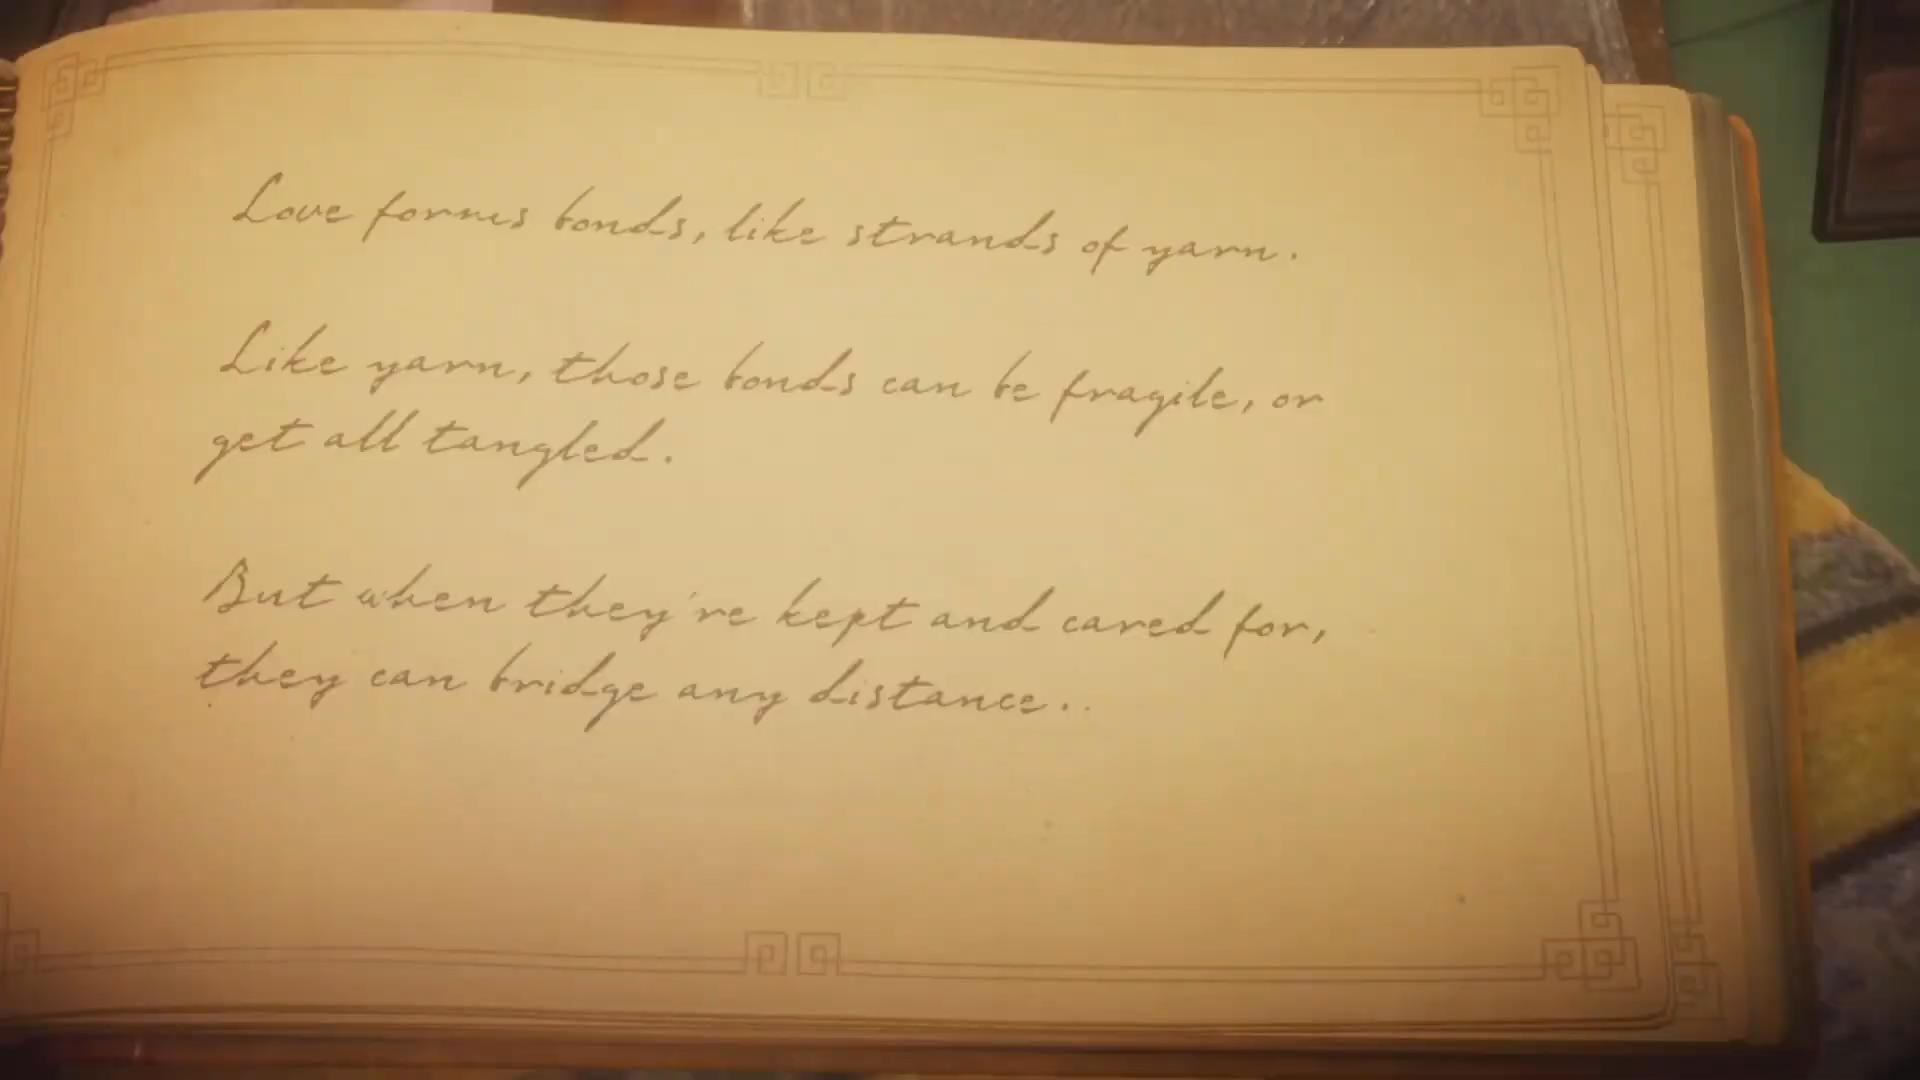 Love forms bonds, like strands of yarn.
Like yarn, those bonds can be fragile, or
get all tangled.
But when they're kept and cared for,
they can bridge any distance..